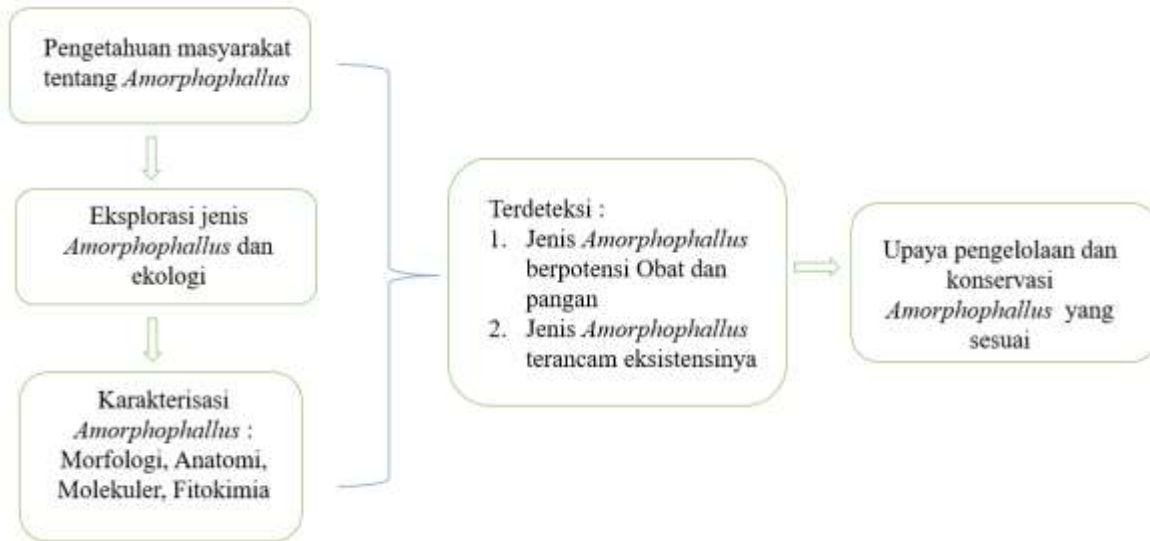 Pengetahuan masyarakat
tentang Amorphophallus
Eksplorasi jenis
Amorphophallus dan
ekologi
Karakterisasi
Amorphophallus :
Morfologi, Anatomi,
Molekuler, Fitokimia
Terdeteksi :
1. Jenis Amorphophallus
berpotensi Obat dan
pangan
2. Jenis Amorphophallus
terancam eksistensinya
Upaya pengelolaan dan
konservasi
Amorphophallus yang
sesuai